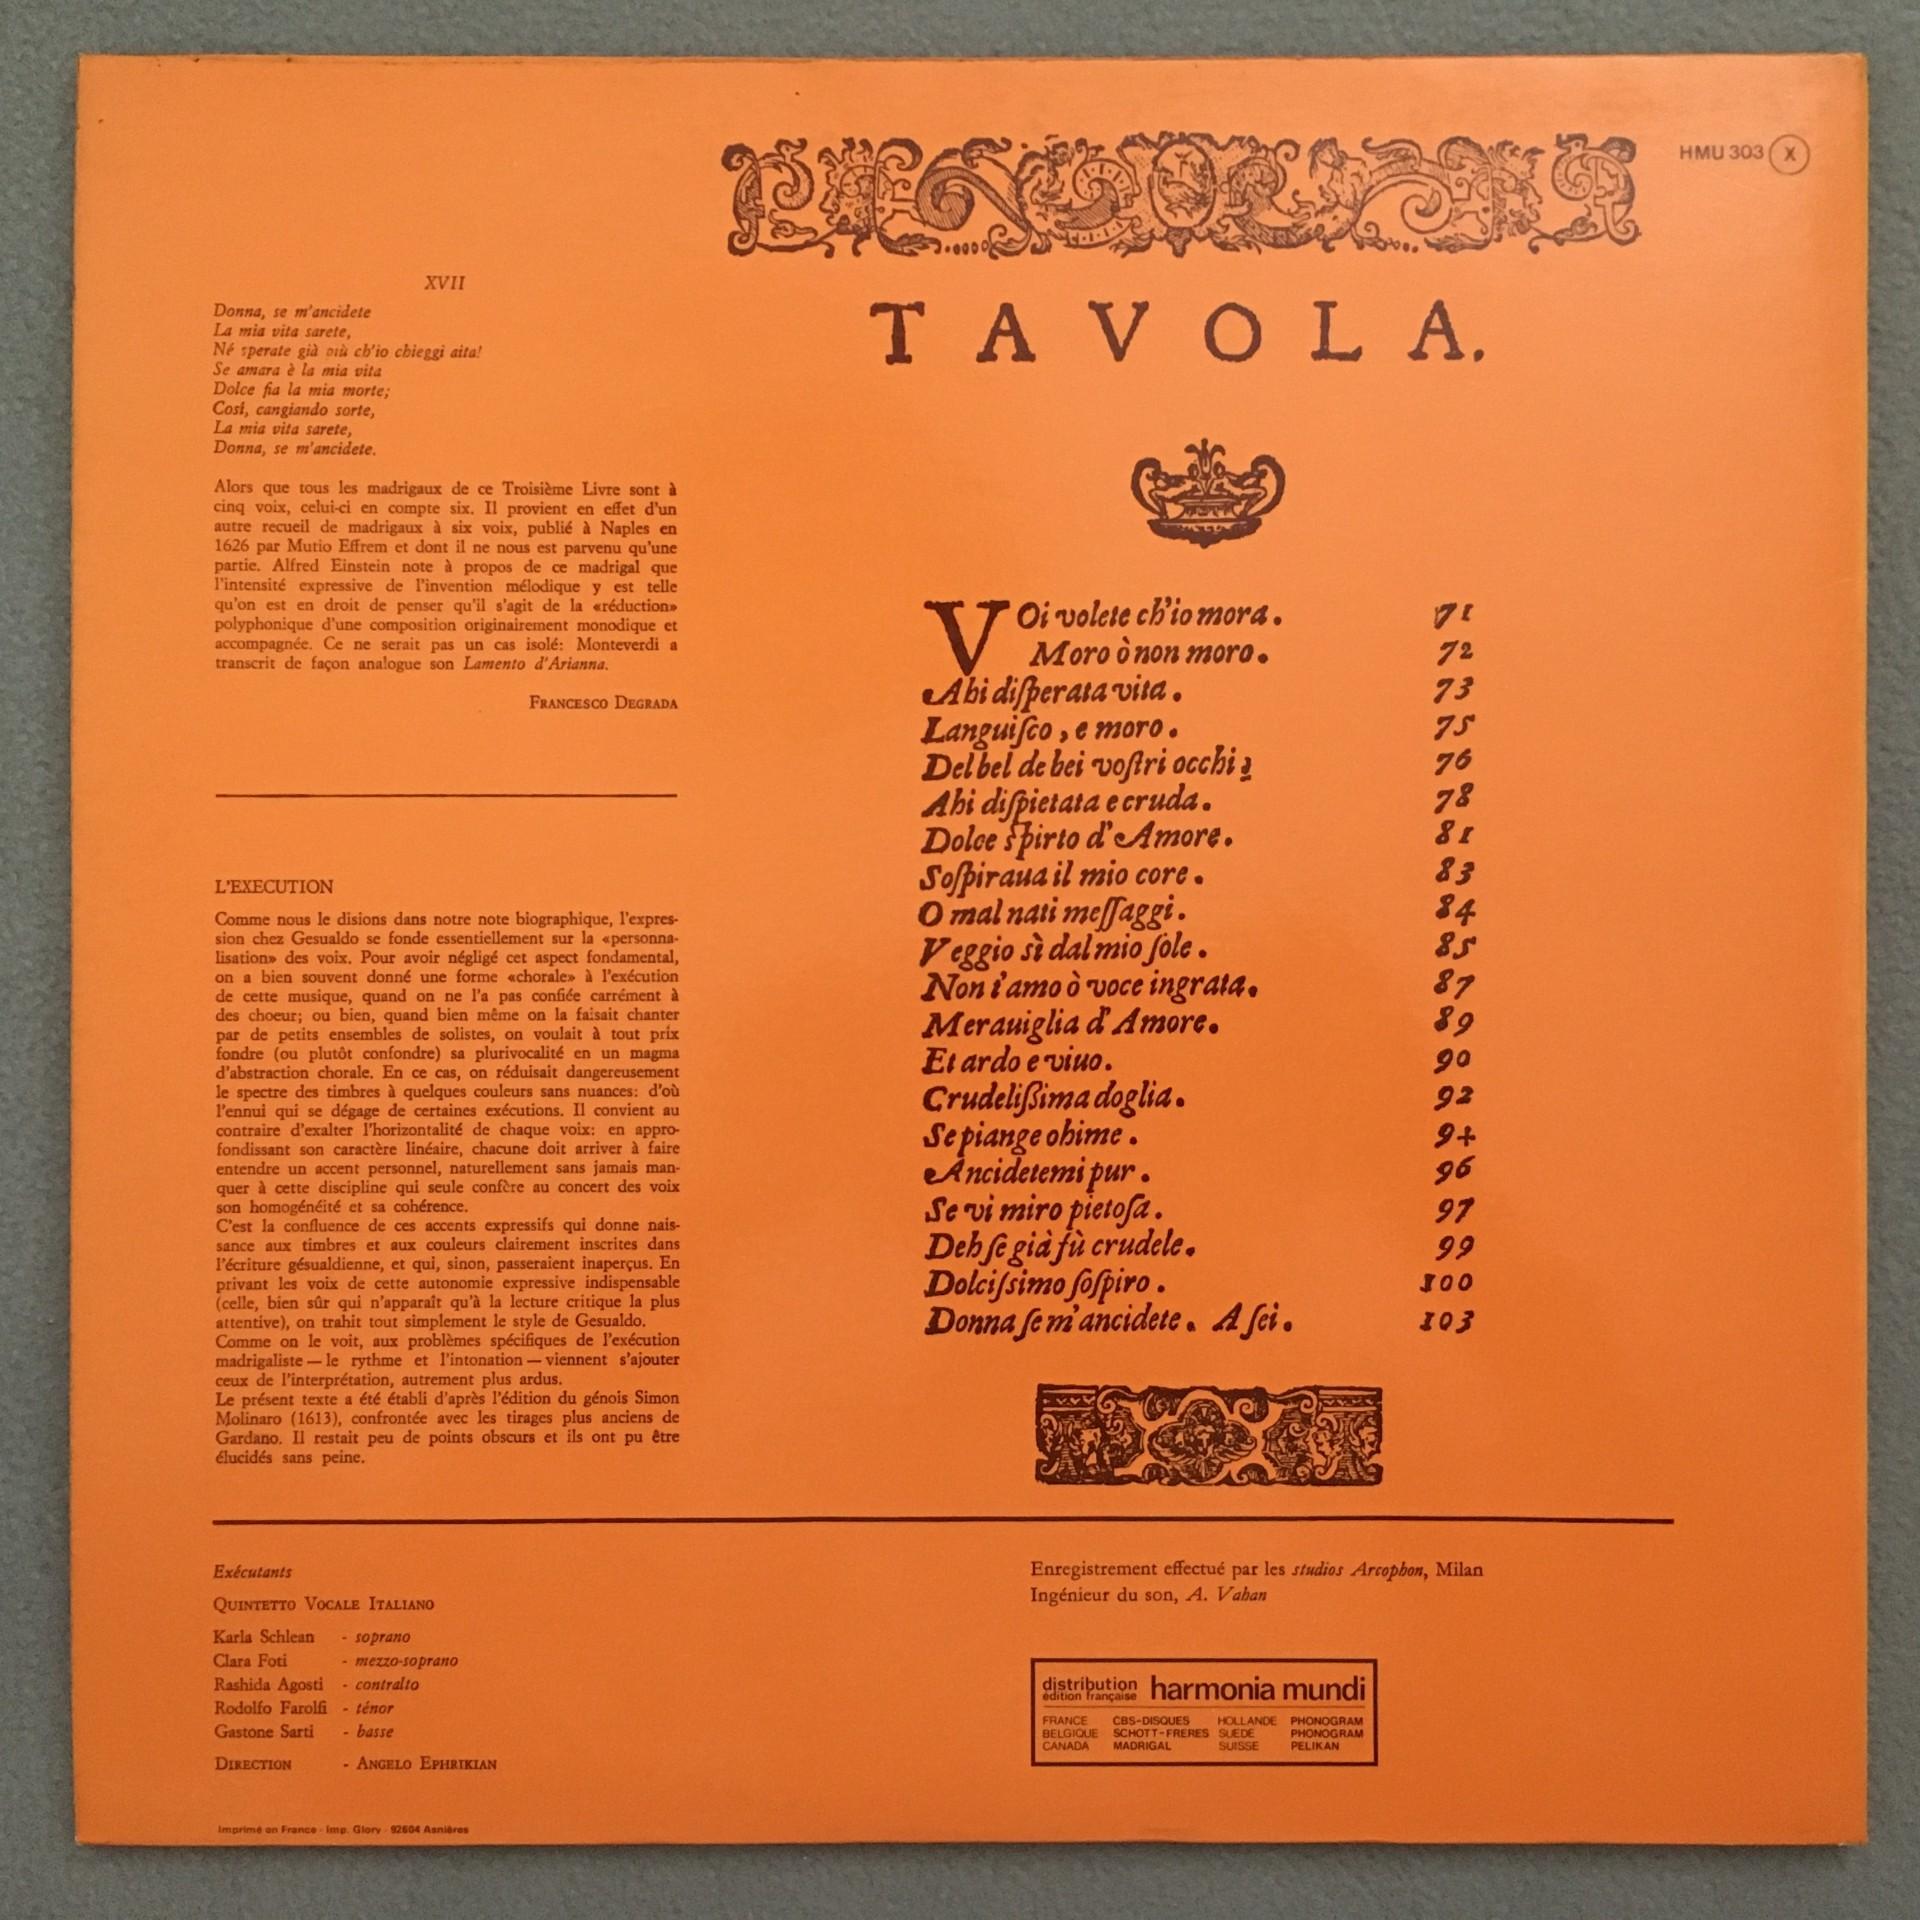 HMU 303 X
XVII
Donna, se m'ancidete
La mia vita sarete,
Né sperate già più ch'io chieggi aita!
Se amara è la mia vita
Dolce fia la mia morte;
Così, cangiando sorte,
La mia vita sarete,
Donna, se m'ancidete.
Alors que tous les madrigaux de ce Troisième Livre sont à
cinq voix, celui-ci en compte six. Il provient en effet d'un
autre recueil de madrigaux à six voix, publié à Naples en
1626 par Mutio Effrem et dont il ne nous est parvenu qu'une
partie. Alfred Einstein note à propos de ce madrigal que
l'intensité expressive de l'invention mélodique y est telle
qu'on est en droit de penser qu'il s'agit de la «réduction»
polyphonique d'une composition originairement monodique et
accompagnée. Ce ne serait pas un cas isolé: Monteverdi a
transcrit de façon analogue son Lamento d'Arianna.
FRANCESCO DEGRADA
L'EXECUTION
Comme nous le disions dans notre note biographique, l'expres-
sion chez Gesualdo se fonde essentiellement sur la «personna-
lisation» des voix. Pour avoir négligé cet aspect fondamental,
on a bien souvent donné une forme «chorale» à l'exécution
de cette musique, quand on ne l'a pas confiée carrément à
des choeur; ou bien, quand bien même on la faisait chanter
par de petits ensembles de solistes, on voulait à tout prix
fondre (ou plutôt confondre) sa plurivocalité en un magma
d'abstraction chorale. En ce cas, on réduisait dangereusement
le spectre des timbres à quelques couleurs sans nuances: d'où
l'ennui qui se dégage de certaines exécutions. Il convient au
contraire d'exalter l'horizontalité de chaque voix: en appro-
fondissant son caractère linéaire, chacune doit arriver à faire
entendre un accent personnel, naturellement sans jamais man-
quer à cette discipline qui seule confère au concert des voix
son homogénéité et sa cohérence.
C'est la confluence de ces accents expressifs qui donne nais-
sance aux timbres et aux couleurs clairement inscrites dans
l'écriture gésualdienne, et qui, sinon, passeraient inaperçus. En
privant les voix de cette autonomie expressive indispensable
(celle, bien sûr qui n'apparaît qu'à la lecture critique la plus
attentive), on trahit tout simplement le style de Gesualdo.
Comme on le voit, aux problèmes spécifiques de l'exécution
madrigaliste — le rythme et l'intonation — viennent s'ajouter
ceux de l'interprétation, autrement plus ardus.
Le présent texte a été établi d'après l'édition du génois Simon
Molinaro (1613), confrontée avec les tirages plus anciens de
Gardano. Il restait peu de points obscurs et ils ont pu être
élucidés sans peine.
TAVOLA.
VOi volete ch'io mora. 71
Moro ò non moro. 72
Ahi diſperata vita. 73
Languiſco, e moro. 75
Del bel de bei voſtri occhi 76
Ahi diſpietata e cruda. 78
Dolce ſpirto d'Amore. 81
Soſpiraua il mio core. 83
O mal nati meſſaggi. 84
Veggio sì dal mio ſole. 85
Non t'amo ò voce ingrata. 87
Merauiglia d'Amore. 89
Et ardo e viuo. 90
Crudeliſsima doglia. 92
Se piange ohime. 94
Ancidetemi pur. 96
Se vi miro pietoſa. 97
Deh ſe già fù crudele. 99
Dolciſsimo ſoſpiro. 100
Donna ſe m'ancidete. A ſei. 103
Exécutants
QUINTETTO VOCALE ITALIANO
Karla Schlean - soprano
Clara Foti - mezzo-soprano
Rashida Agosti - contralto
Rodolfo Farolfi - ténor
Gastone Sarti - basse
DIRECTION - ANGELO EPHRIKIAN
Enregistrement effectué par les studios Arcophon, Milan
Ingénieur du son, A. Vahan
distribution
édition française harmonia mundi
FRANCE CBS-DISQUES HOLLANDE PHONOGRAM
BELGIQUE SCHOTT-FRERES SUEDE PHONOGRAM
CANADA MADRIGAL SUISSE PELIKAN
Imprimé en France - Imp. Glory - 92604 Asnières